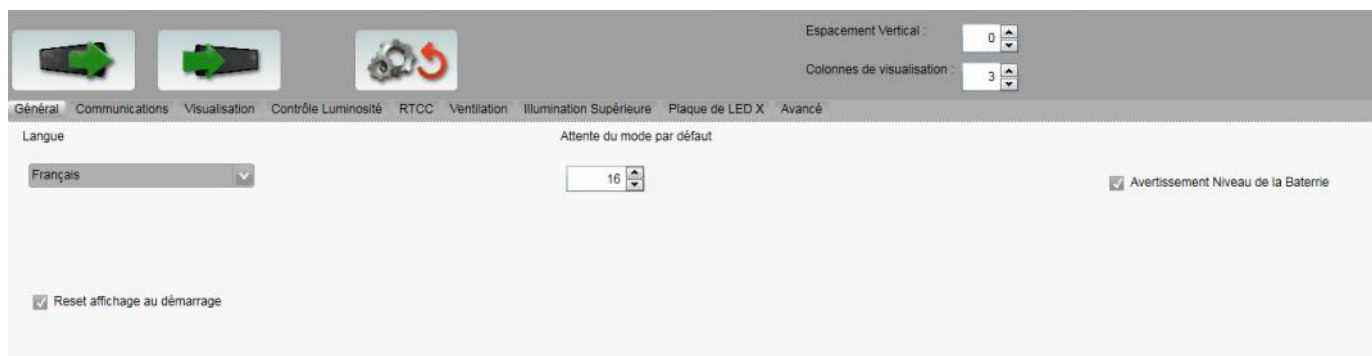 Espacement Vertical : 0
Colonnes de visualisation : 3
Général Communications Visualisation Contrôle Luminosité RTCC Ventilation Illumination Supérieure Plaque de LED X Avancé
Langue Attente du mode par défaut
Français 16 Avertissement Niveau de la Baterrie
Reset affichage au démarrage